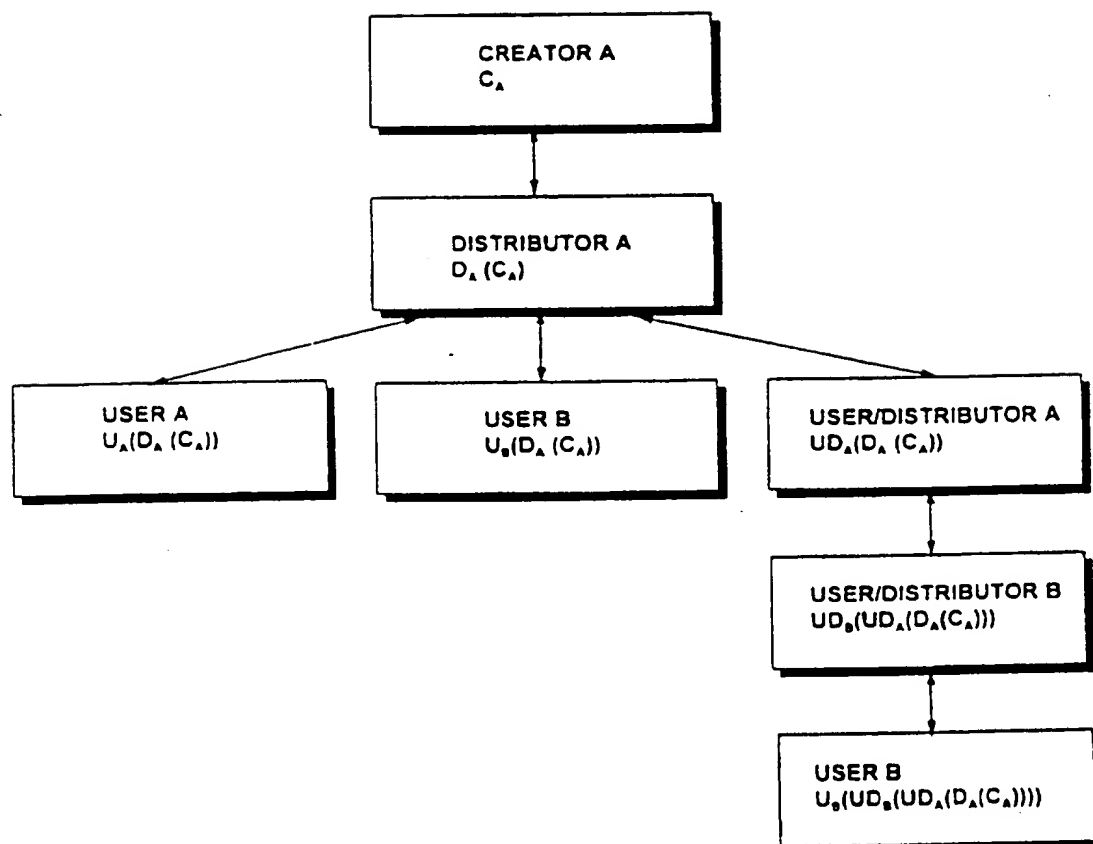 CREATOR A
C_A
DISTRIBUTOR A
D_A (C_A)
USER A
U_A(D_A (C_A))
USER B
U_B(D_A (C_A))
USER/DISTRIBUTOR A
UD_A(D_A (C_A))
USER/DISTRIBUTOR B
UD_B(UD_A(D_A(C_A)))
USER B
U_B(UD_B(UD_A(D_A(C_A))))